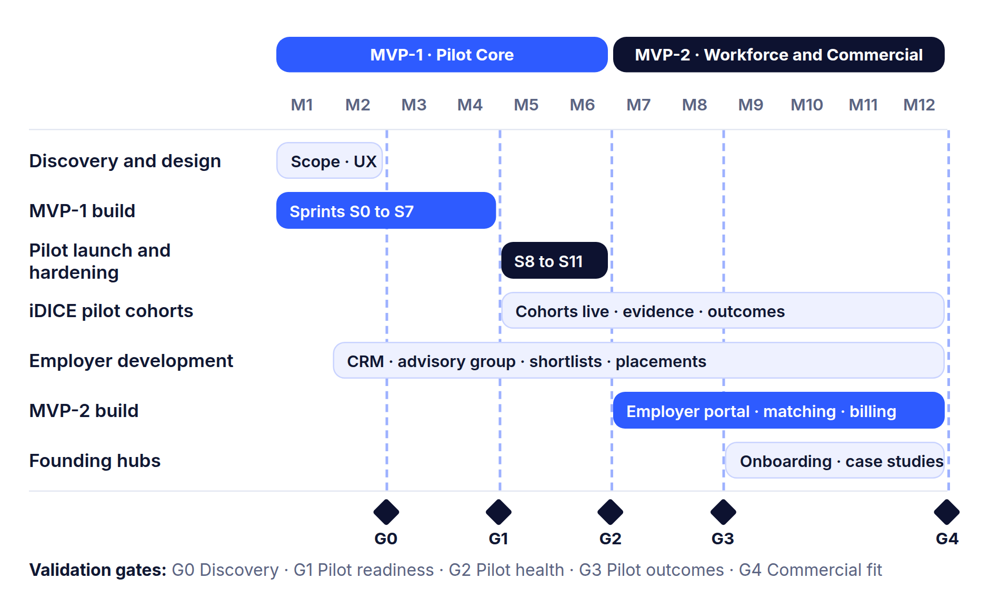 MVP-1 · Pilot Core
MVP-2 · Workforce and Commercial
M1 M2 M3 M4 M5 M6 M7 M8 M9 M10 M11 M12
Discovery and design
Scope · UX
MVP-1 build
Sprints S0 to S7
Pilot launch and
hardening
S8 to S11
iDICE pilot cohorts
Cohorts live · evidence · outcomes
Employer development
CRM · advisory group · shortlists · placements
MVP-2 build
Employer portal · matching · billing
Founding hubs
Onboarding · case studies
G0 G1 G2 G3 G4
Validation gates: G0 Discovery · G1 Pilot readiness · G2 Pilot health · G3 Pilot outcomes · G4 Commercial fit